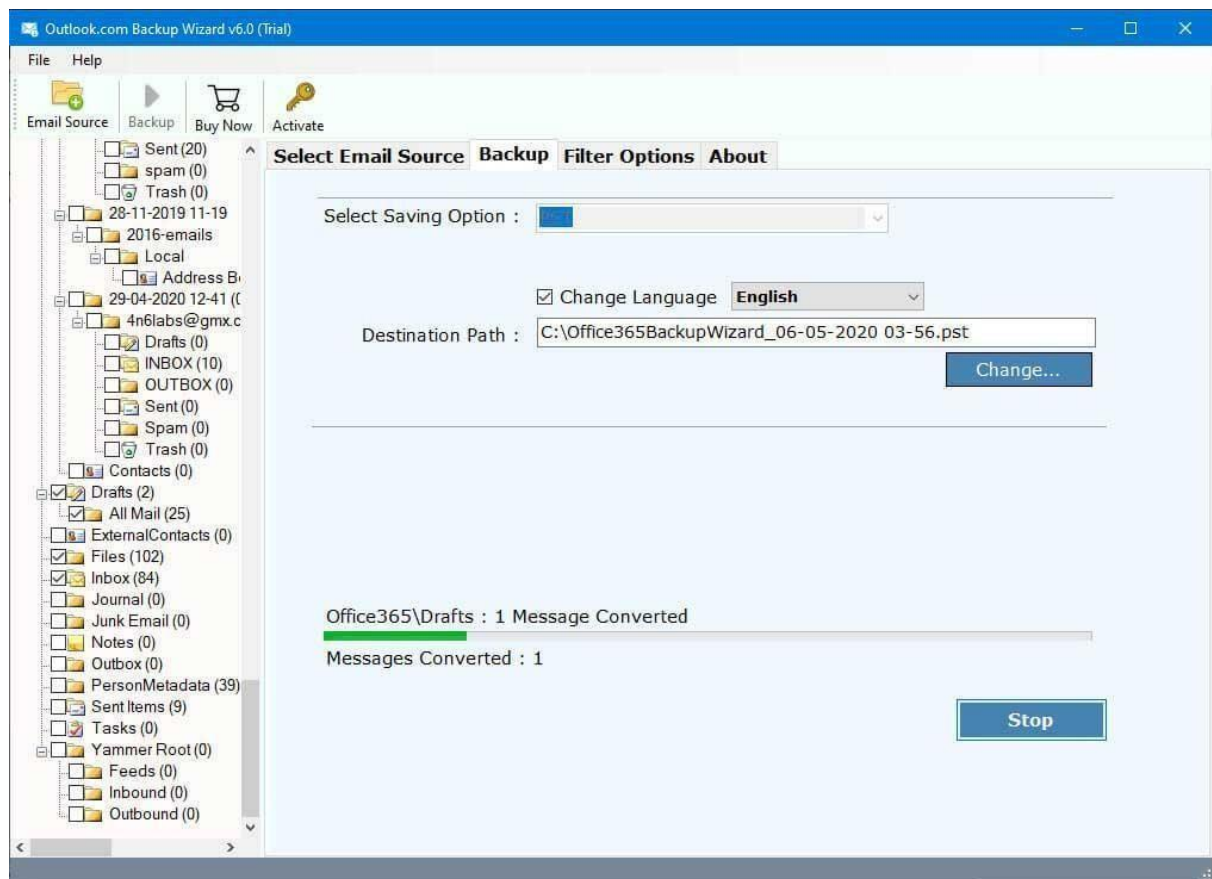 Outlook.com Backup Wizard v6.0 (Trial)
File Help
Email Source Backup Buy Now Activate
Sent (20)
spam (0)
Trash (0)
28-11-2019 11-19
2016-emails
Local
Address B
29-04-2020 12-41 (
4n6labs@gmx.c
Drafts (0)
INBOX (10)
OUTBOX (0)
Sent (0)
Spam (0)
Trash (0)
Contacts (0)
Drafts (2)
All Mail (25)
ExternalContacts (0)
Files (102)
Inbox (84)
Journal (0)
Junk Email (0)
Notes (0)
Outbox (0)
PersonMetadata (39)
Sent Items (9)
Tasks (0)
Yammer Root (0)
Feeds (0)
Inbound (0)
Outbound (0)
Select Email Source Backup Filter Options About
Select Saving Option :
Change Language English
Destination Path : C:\Office365BackupWizard_06-05-2020 03-56.pst
Change...
Office365\Drafts : 1 Message Converted
Messages Converted : 1
Stop